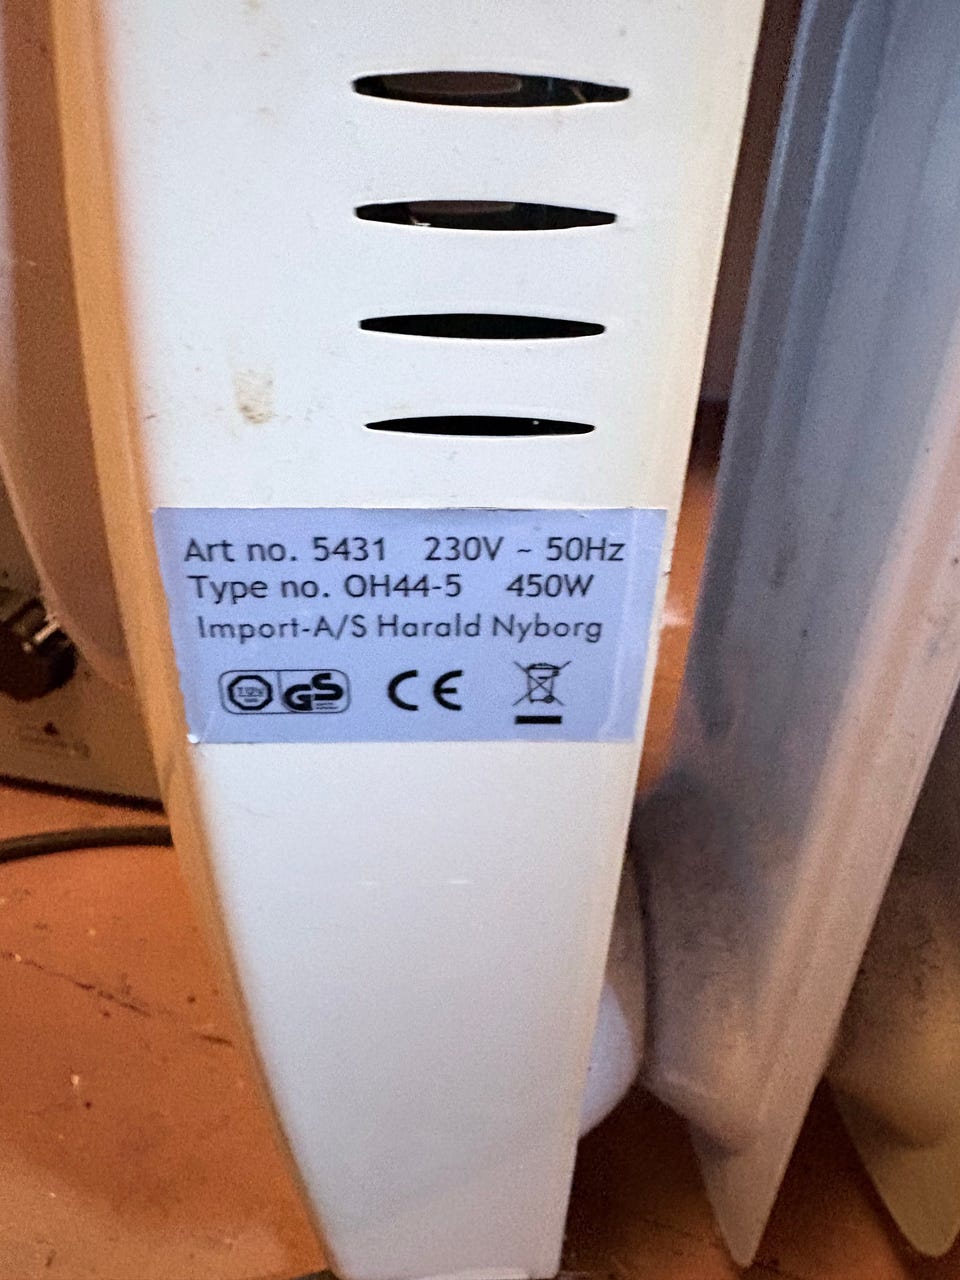 Art no. 5431 230V ~ 50Hz
Type no. OH44-5 450W
Import-A/S Harald Nyborg
GS CE